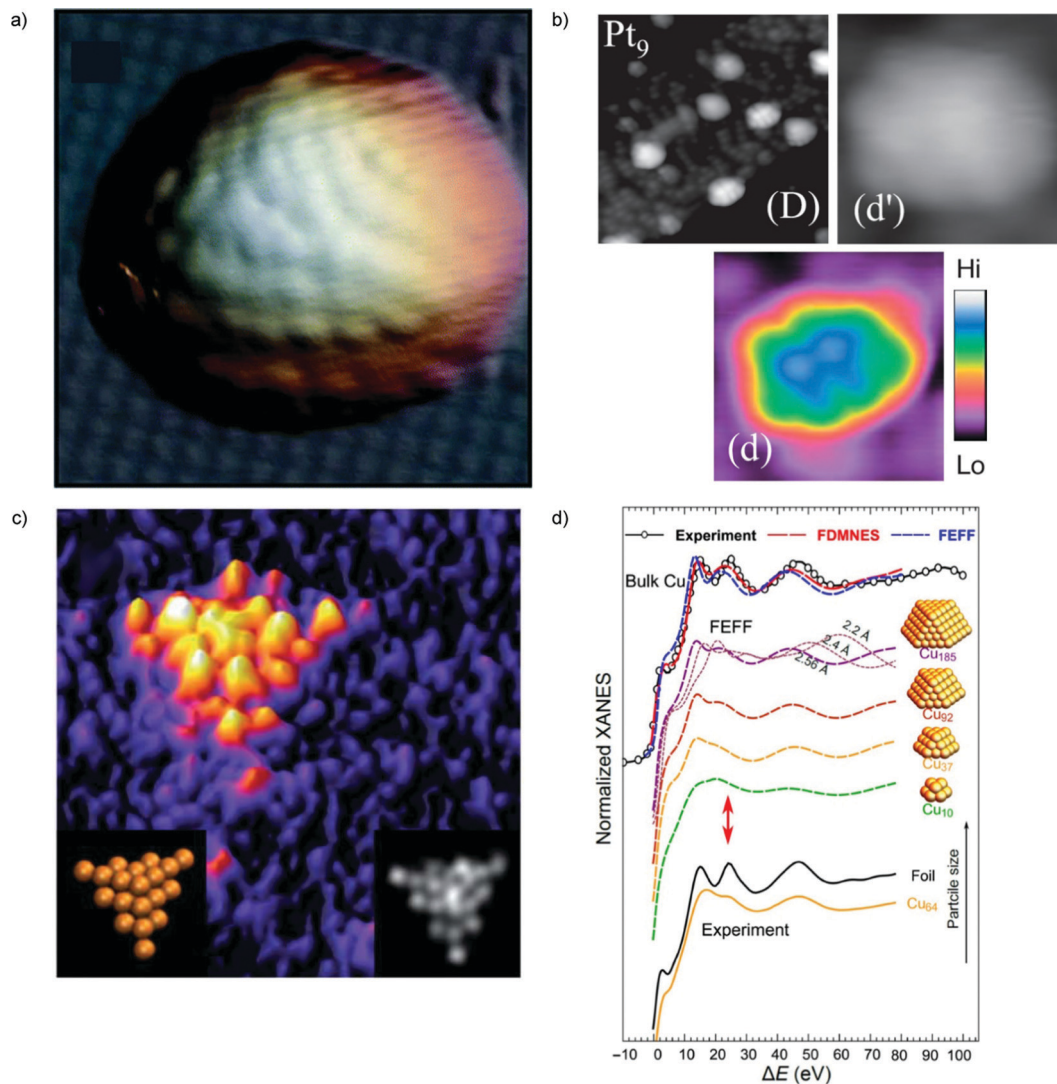 a)
b)
Pt9
(D)
(d')
Hi
(d)
Lo
c)
d)
Experiment FDMNES FEFF
Bulk Cu
FEFF
2.2 Å
2.4 Å
2.56 Å
Cu185
Cu92
Cu37
Cu10
Foil
Cu64
Experiment
Normalized XANES
Partcile size
−10 0 10 20 30 40 50 60 70 80 90 100
ΔE (eV)